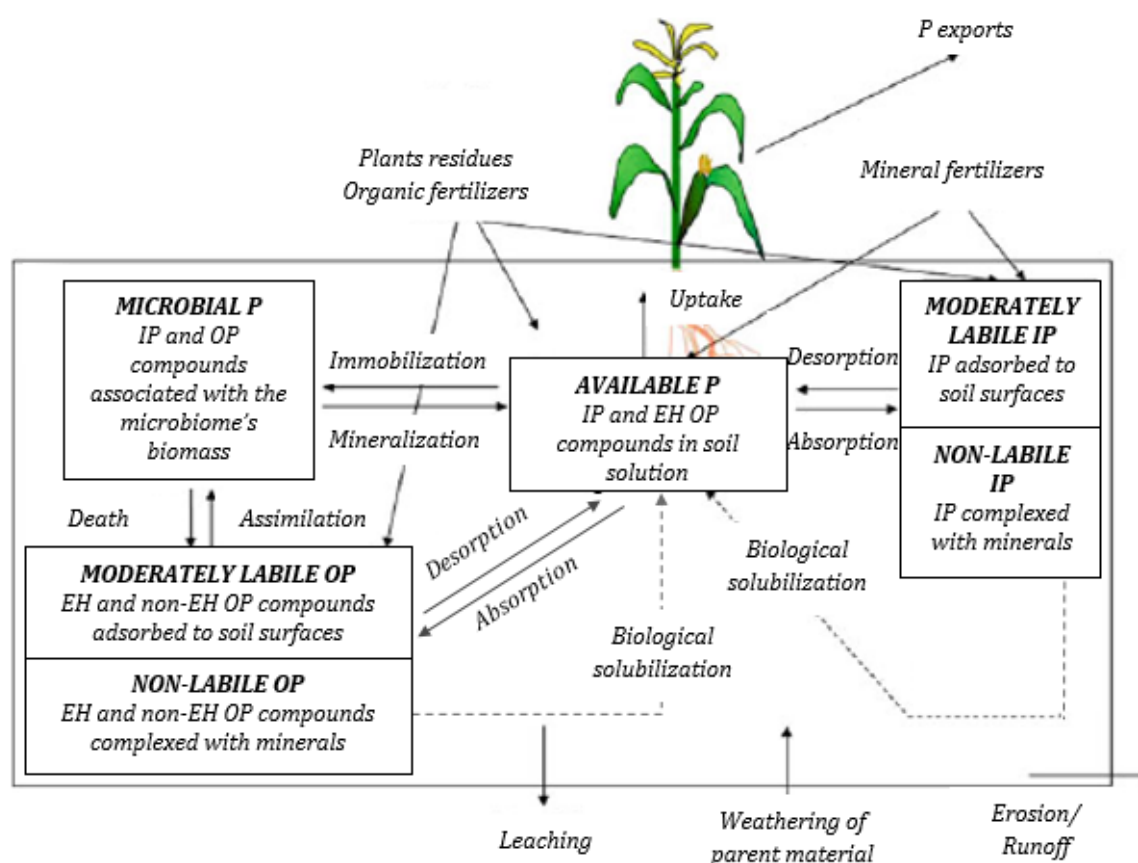 P exports
Plants residues
Organic fertilizers
Mineral fertilizers
MICROBIAL P
IP and OP
compounds
associated with the
microbiome's
biomass
Immobilization
Mineralization
Uptake
AVAILABLE P
IP and EH OP
compounds in soil
solution
Desorption
Absorption
MODERATELY
LABILE IP
IP adsorbed to
soil surfaces
NON-LABILE
IP
IP complexed
with minerals
Death
Assimilation
MODERATELY LABILE OP
EH and non-EH OP compounds
adsorbed to soil surfaces
NON-LABILE OP
EH and non-EH OP compounds
complexed with minerals
Desorption
Absorption
Biological
solubilization
Biological
solubilization
Leaching
Weathering of
parent material
Erosion/
Runoff